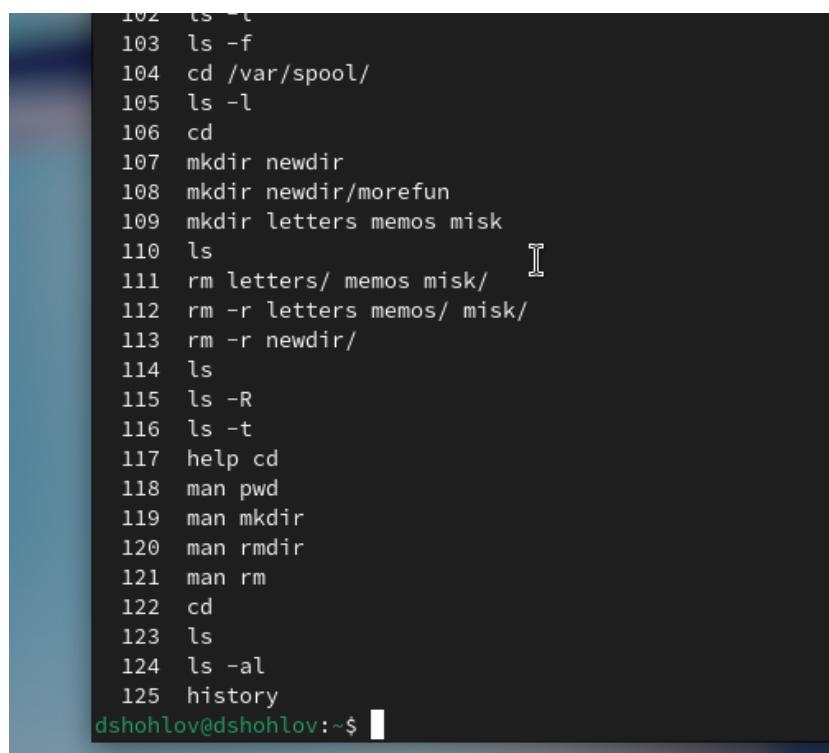 102 ls -l
103 ls -f
104 cd /var/spool/
105 ls -l
106 cd
107 mkdir newdir
108 mkdir newdir/morefun
109 mkdir letters memos misk
110 ls
111 rm letters/ memos misk/
112 rm -r letters memos/ misk/
113 rm -r newdir/
114 ls
115 ls -R
116 ls -t
117 help cd
118 man pwd
119 man mkdir
120 man rmdir
121 man rm
122 cd
123 ls
124 ls -al
125 history
dshohlov@dshohlov:~$